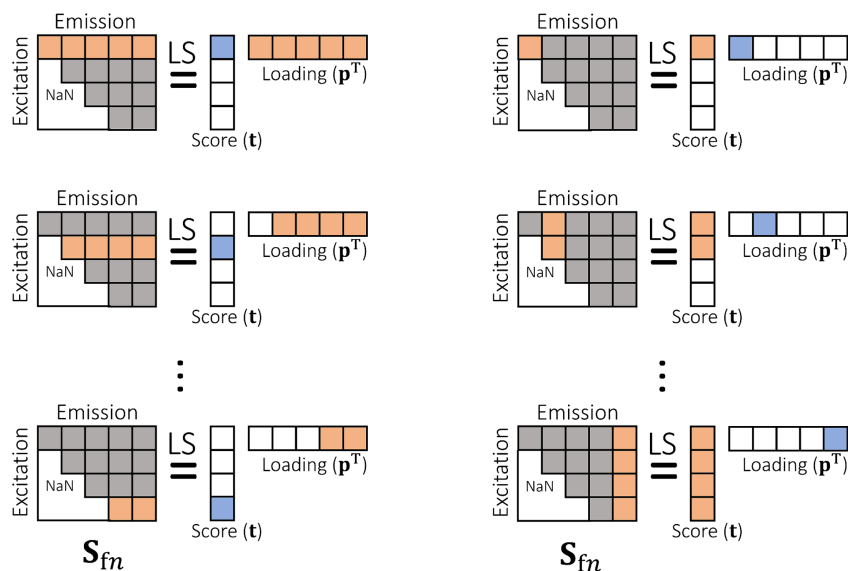 Emission
Excitation
NaN
LS
=
Loading (pᵀ)
Score (t)
Emission
Excitation
NaN
LS
=
Loading (pᵀ)
Score (t)
Emission
Excitation
NaN
LS
=
Loading (pᵀ)
Score (t)
Emission
Excitation
NaN
LS
=
Loading (pᵀ)
Score (t)
⋮
⋮
Emission
Excitation
NaN
LS
=
Loading (pᵀ)
Score (t)
Emission
Excitation
NaN
LS
=
Loading (pᵀ)
Score (t)
S_fn
S_fn